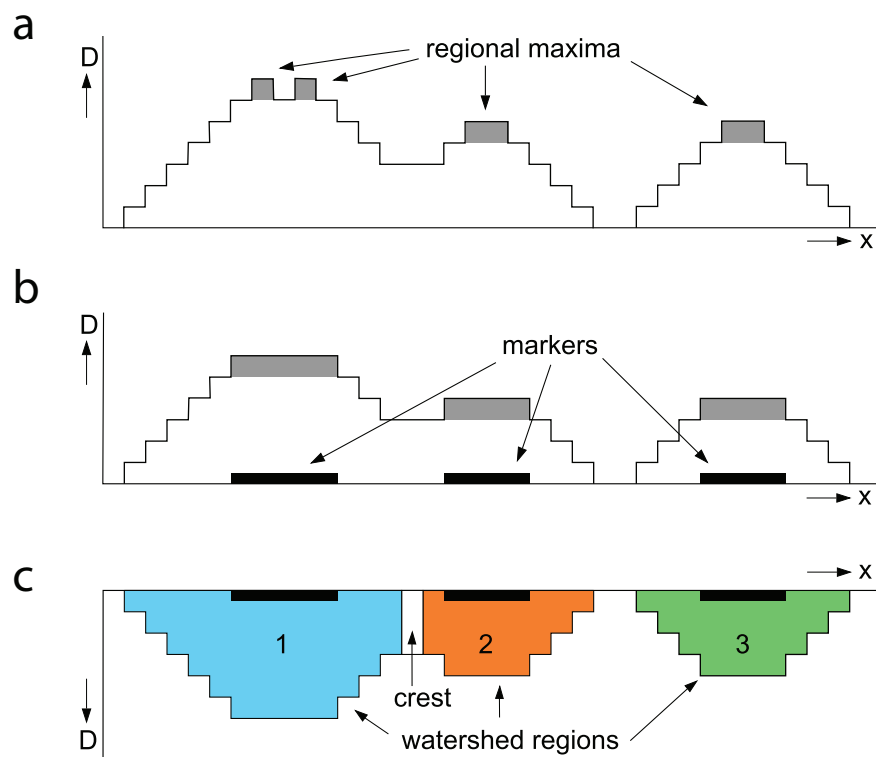 a
D
regional maxima
x
b
D
markers
x
c
x
1
2
3
crest
D
watershed regions